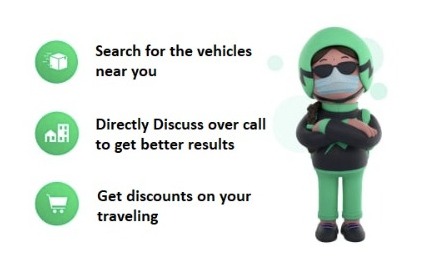 Search for the vehicles
near you
Directly Discuss over call
to get better results
Get discounts on your
traveling